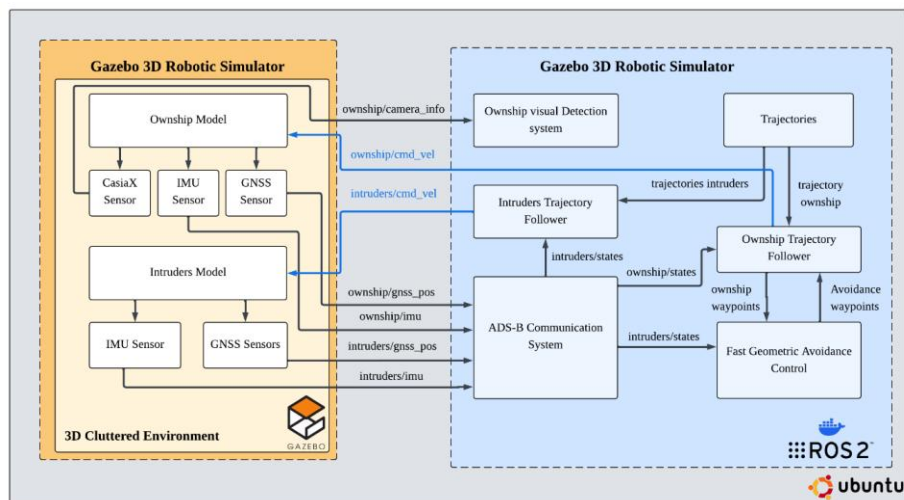 Gazebo 3D Robotic Simulator
Ownship Model
CasiaX
Sensor
IMU
Sensor
GNSS
Sensor
Intruders Model
IMU Sensor
GNSS Sensors
3D Cluttered Environment
GAZEBO
ownship/camera_info
ownship/cmd_vel
intruders/cmd_vel
ownship/gnss_pos
ownship/imu
intruders/gnss_pos
intruders/imu
Gazebo 3D Robotic Simulator
Ownship visual Detection
system
Trajectories
trajectories intruders
trajectory
ownship
Intruders Trajectory
Follower
intruders/states
ownship/states
Ownship Trajectory
Follower
ownship
waypoints
Avoidance
waypoints
ADS-B Communication
System
intruders/states
Fast Geometric Avoidance
Control
ROS 2
ubuntu